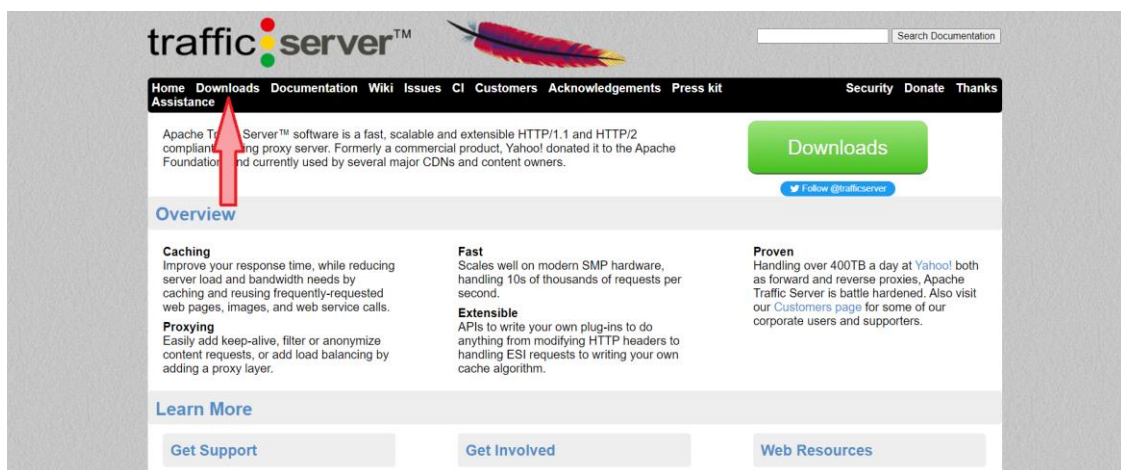 traffic server™
Search Documentation
Home Downloads Documentation Wiki Issues CI Customers Acknowledgements Press kit Security Donate Thanks
Assistance
Apache Server™ software is a fast, scalable and extensible HTTP/1.1 and HTTP/2
compliant proxy server. Formerly a commercial product, Yahoo! donated it to the Apache
Foundation and currently used by several major CDNs and content owners.
Downloads
Follow @trafficserver
Overview
Caching
Improve your response time, while reducing
server load and bandwidth needs by
caching and reusing frequently-requested
web pages, images, and web service calls.
Proxying
Easily add keep-alive, filter or anonymize
content requests, or add load balancing by
adding a proxy layer.
Fast
Scales well on modern SMP hardware,
handling 10s of thousands of requests per
second.
Extensible
APIs to write your own plug-ins to do
anything from modifying HTTP headers to
handling ESI requests to writing your own
cache algorithm.
Proven
Handling over 400TB a day at Yahoo! both
as forward and reverse proxies, Apache
Traffic Server is battle hardened. Also visit
our Customers page for some of our
corporate users and supporters.
Learn More
Get Support
Get Involved
Web Resources